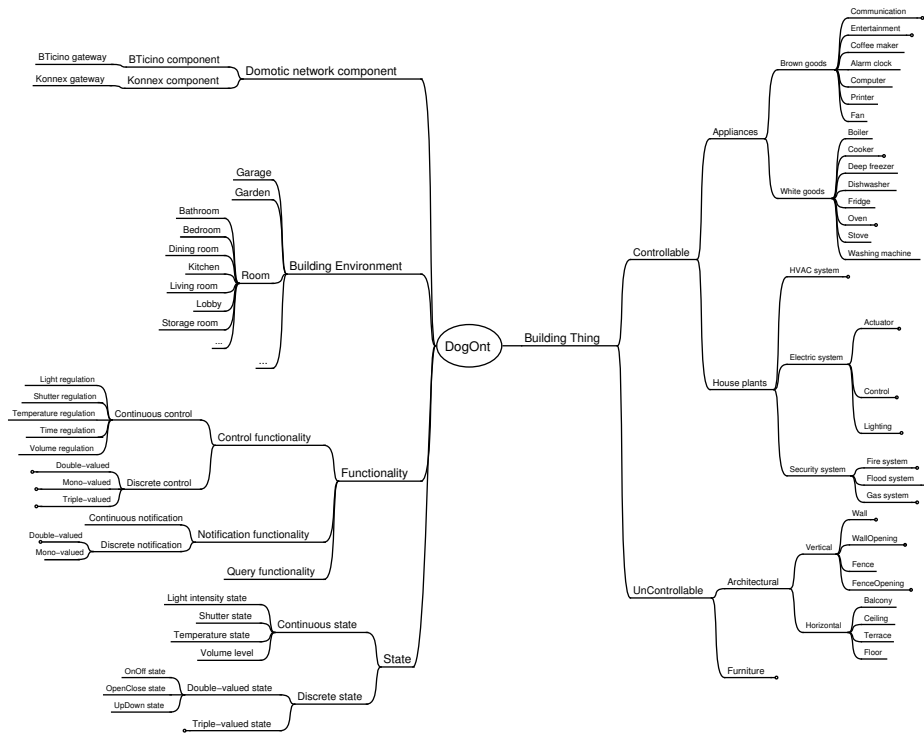 BTicino gateway
BTicino component
Konnex gateway
Konnex component
Domotic network component
Garage
Garden
Bathroom
Bedroom
Dining room
Kitchen
Living room
Lobby
Storage room
...
Room
...
Building Environment
Light regulation
Shutter regulation
Temperature regulation
Time regulation
Volume regulation
Continuous control
Double−valued
Mono−valued
Triple−valued
Discrete control
Control functionality
Continuous notification
Double−valued
Mono−valued
Discrete notification
Notification functionality
Query functionality
Functionality
Light intensity state
Shutter state
Temperature state
Volume level
Continuous state
OnOff state
OpenClose state
UpDown state
Double−valued state
Triple−valued state
Discrete state
State
DogOnt
Building Thing
Controllable
Appliances
Brown goods
Communication
Entertainment
Coffee maker
Alarm clock
Computer
Printer
Fan
White goods
Boiler
Cooker
Deep freezer
Dishwasher
Fridge
Oven
Stove
Washing machine
House plants
HVAC system
Electric system
Actuator
Control
Lighting
Security system
Fire system
Flood system
Gas system
UnControllable
Architectural
Vertical
Wall
WallOpening
Fence
FenceOpening
Horizontal
Balcony
Ceiling
Terrace
Floor
Furniture